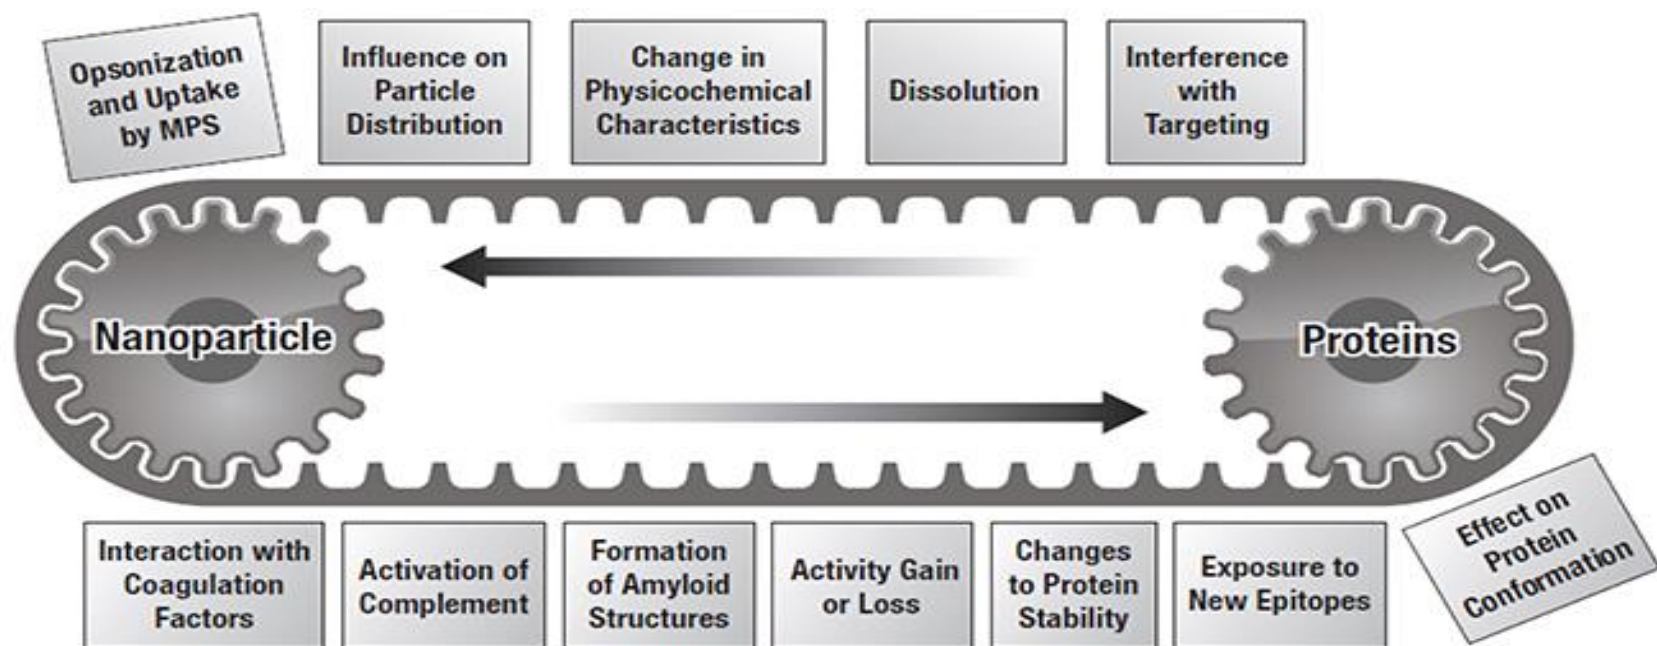 Opsonization
and Uptake
by MPS
Influence on
Particle
Distribution
Change in
Physicochemical
Characteristics
Dissolution
Interference
with
Targeting
Nanoparticle
Proteins
Interaction with
Coagulation
Factors
Activation of
Complement
Formation
of Amyloid
Structures
Activity Gain
or Loss
Changes
to Protein
Stability
Exposure to
New Epitopes
Effect on
Protein
Conformation